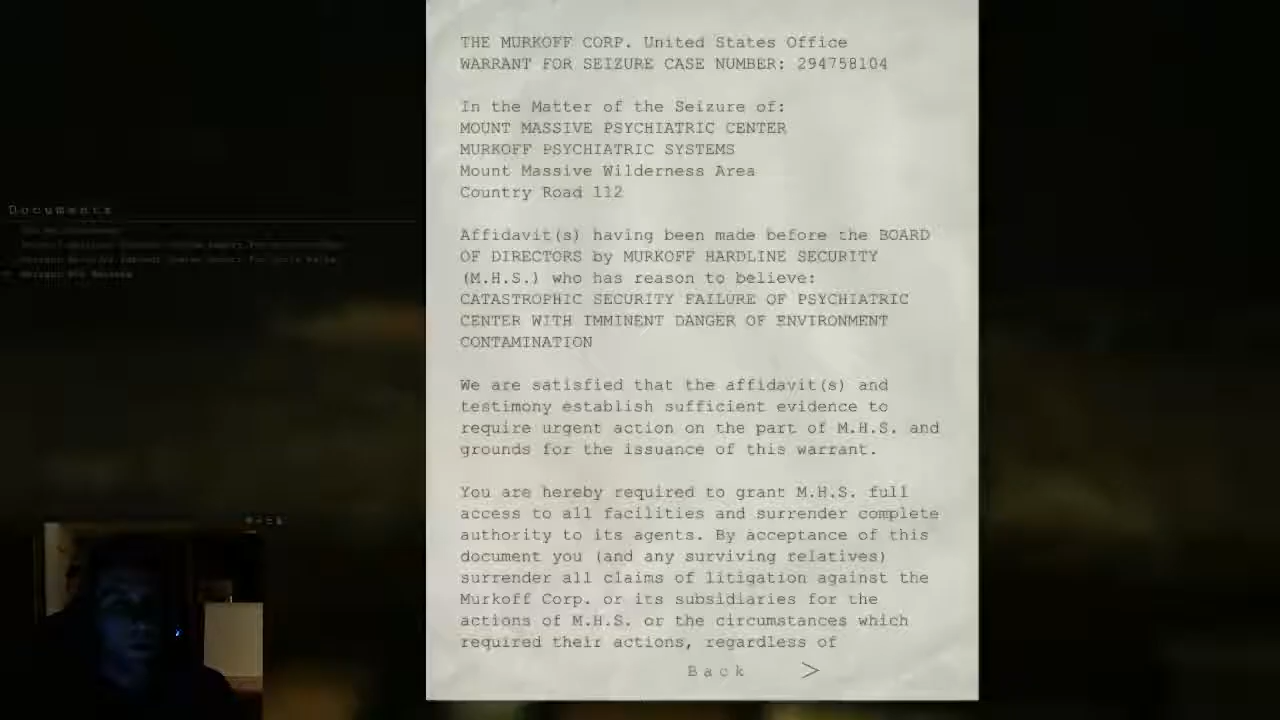 THE MURKOFF CORP. United States Office
WARRANT FOR SEIZURE CASE NUMBER: 294758104
In the Matter of the Seizure of:
MOUNT MASSIVE PSYCHIATRIC CENTER
MURKOFF PSYCHIATRIC SYSTEMS
Mount Massive Wilderness Area
Country Road 112
Affidavit(s) having been made before the BOARD
OF DIRECTORS by MURKOFF HARDLINE SECURITY
(M.H.S.) who has reason to believe:
CATASTROPHIC SECURITY FAILURE OF PSYCHIATRIC
CENTER WITH IMMINENT DANGER OF ENVIRONMENT
CONTAMINATION
We are satisfied that the affidavit(s) and
testimony establish sufficient evidence to
require urgent action on the part of M.H.S. and
grounds for the issuance of this warrant.
You are hereby required to grant M.H.S. full
access to all facilities and surrender complete
authority to its agents. By acceptance of this
document you (and any surviving relatives)
surrender all claims of litigation against the
Murkoff Corp. or its subsidiaries for the
actions of M.H.S. or the circumstances which
required their actions, regardless of
Back >
Documents